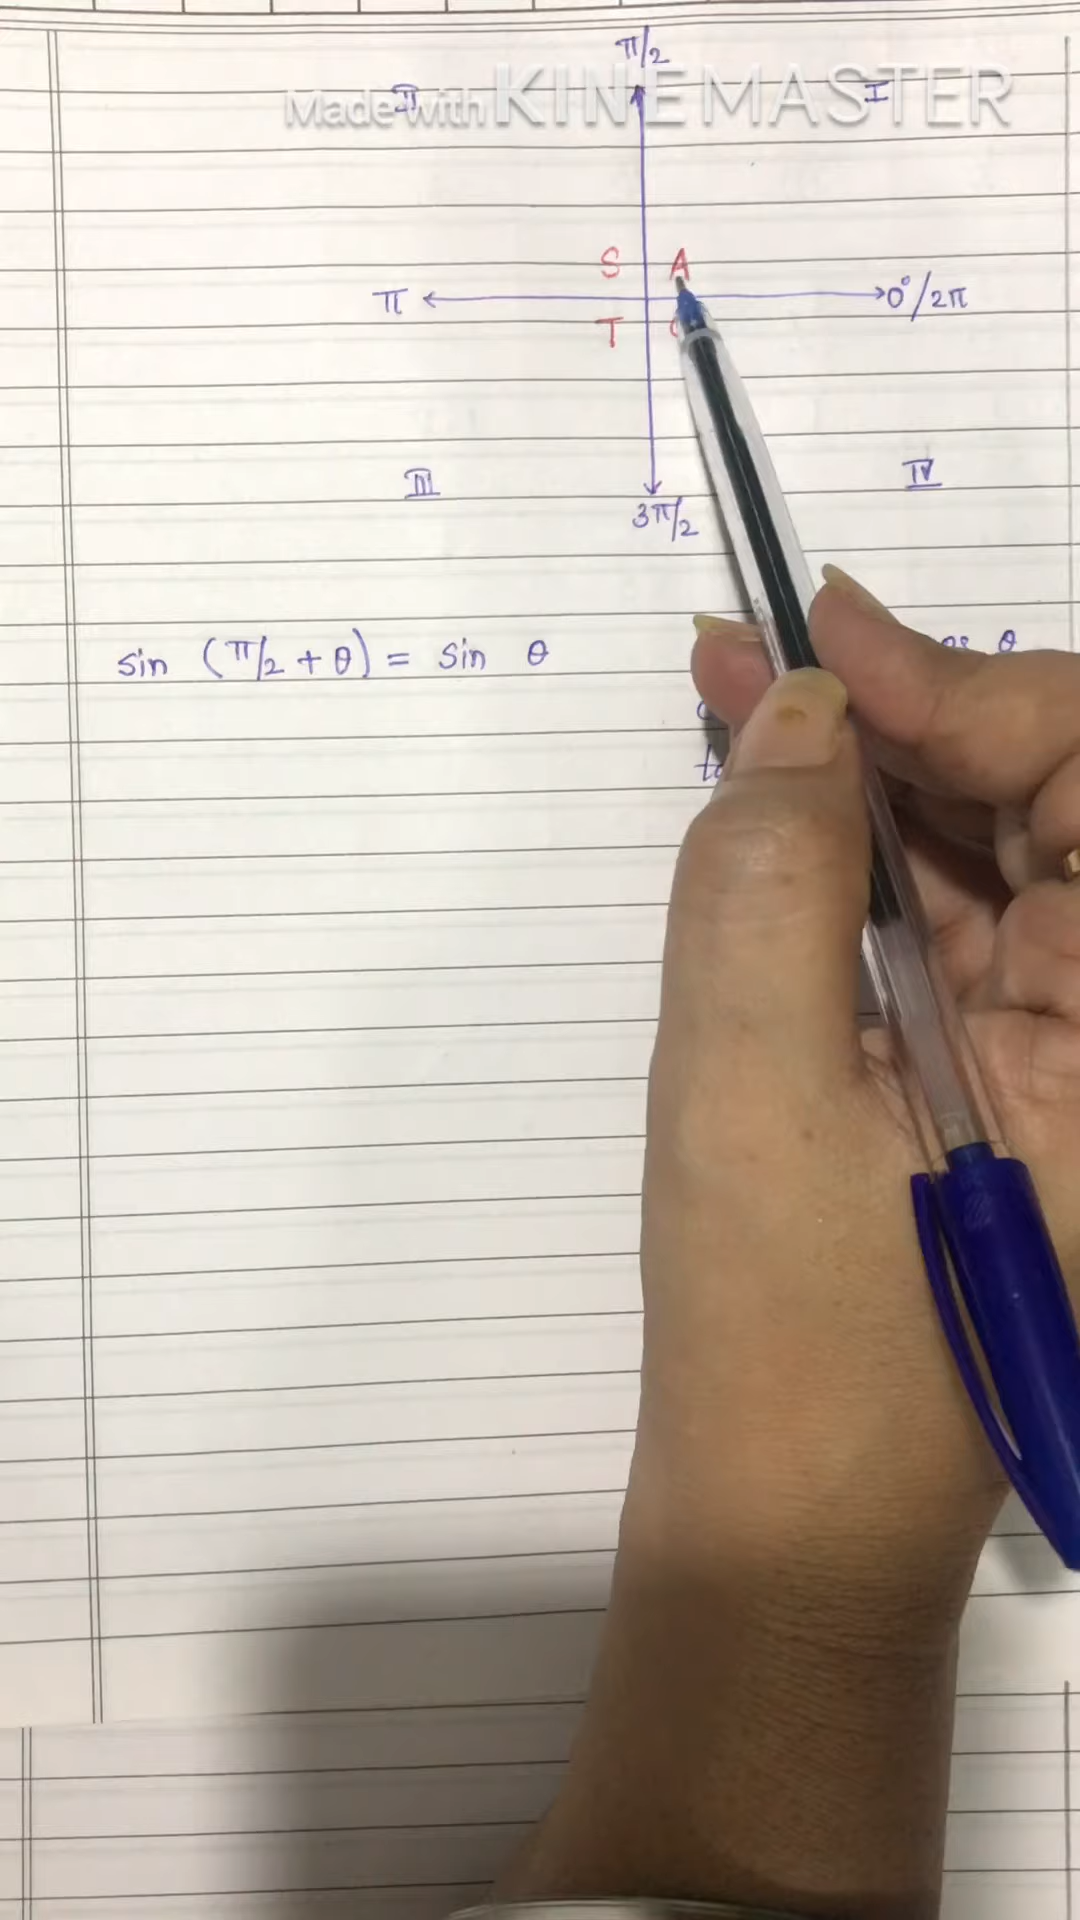 π/2
Made with KINEMASTER
II I
S A
π 0°/2π
T
III IV
3π/2
sin (π/2 + θ) = sin θ
θ